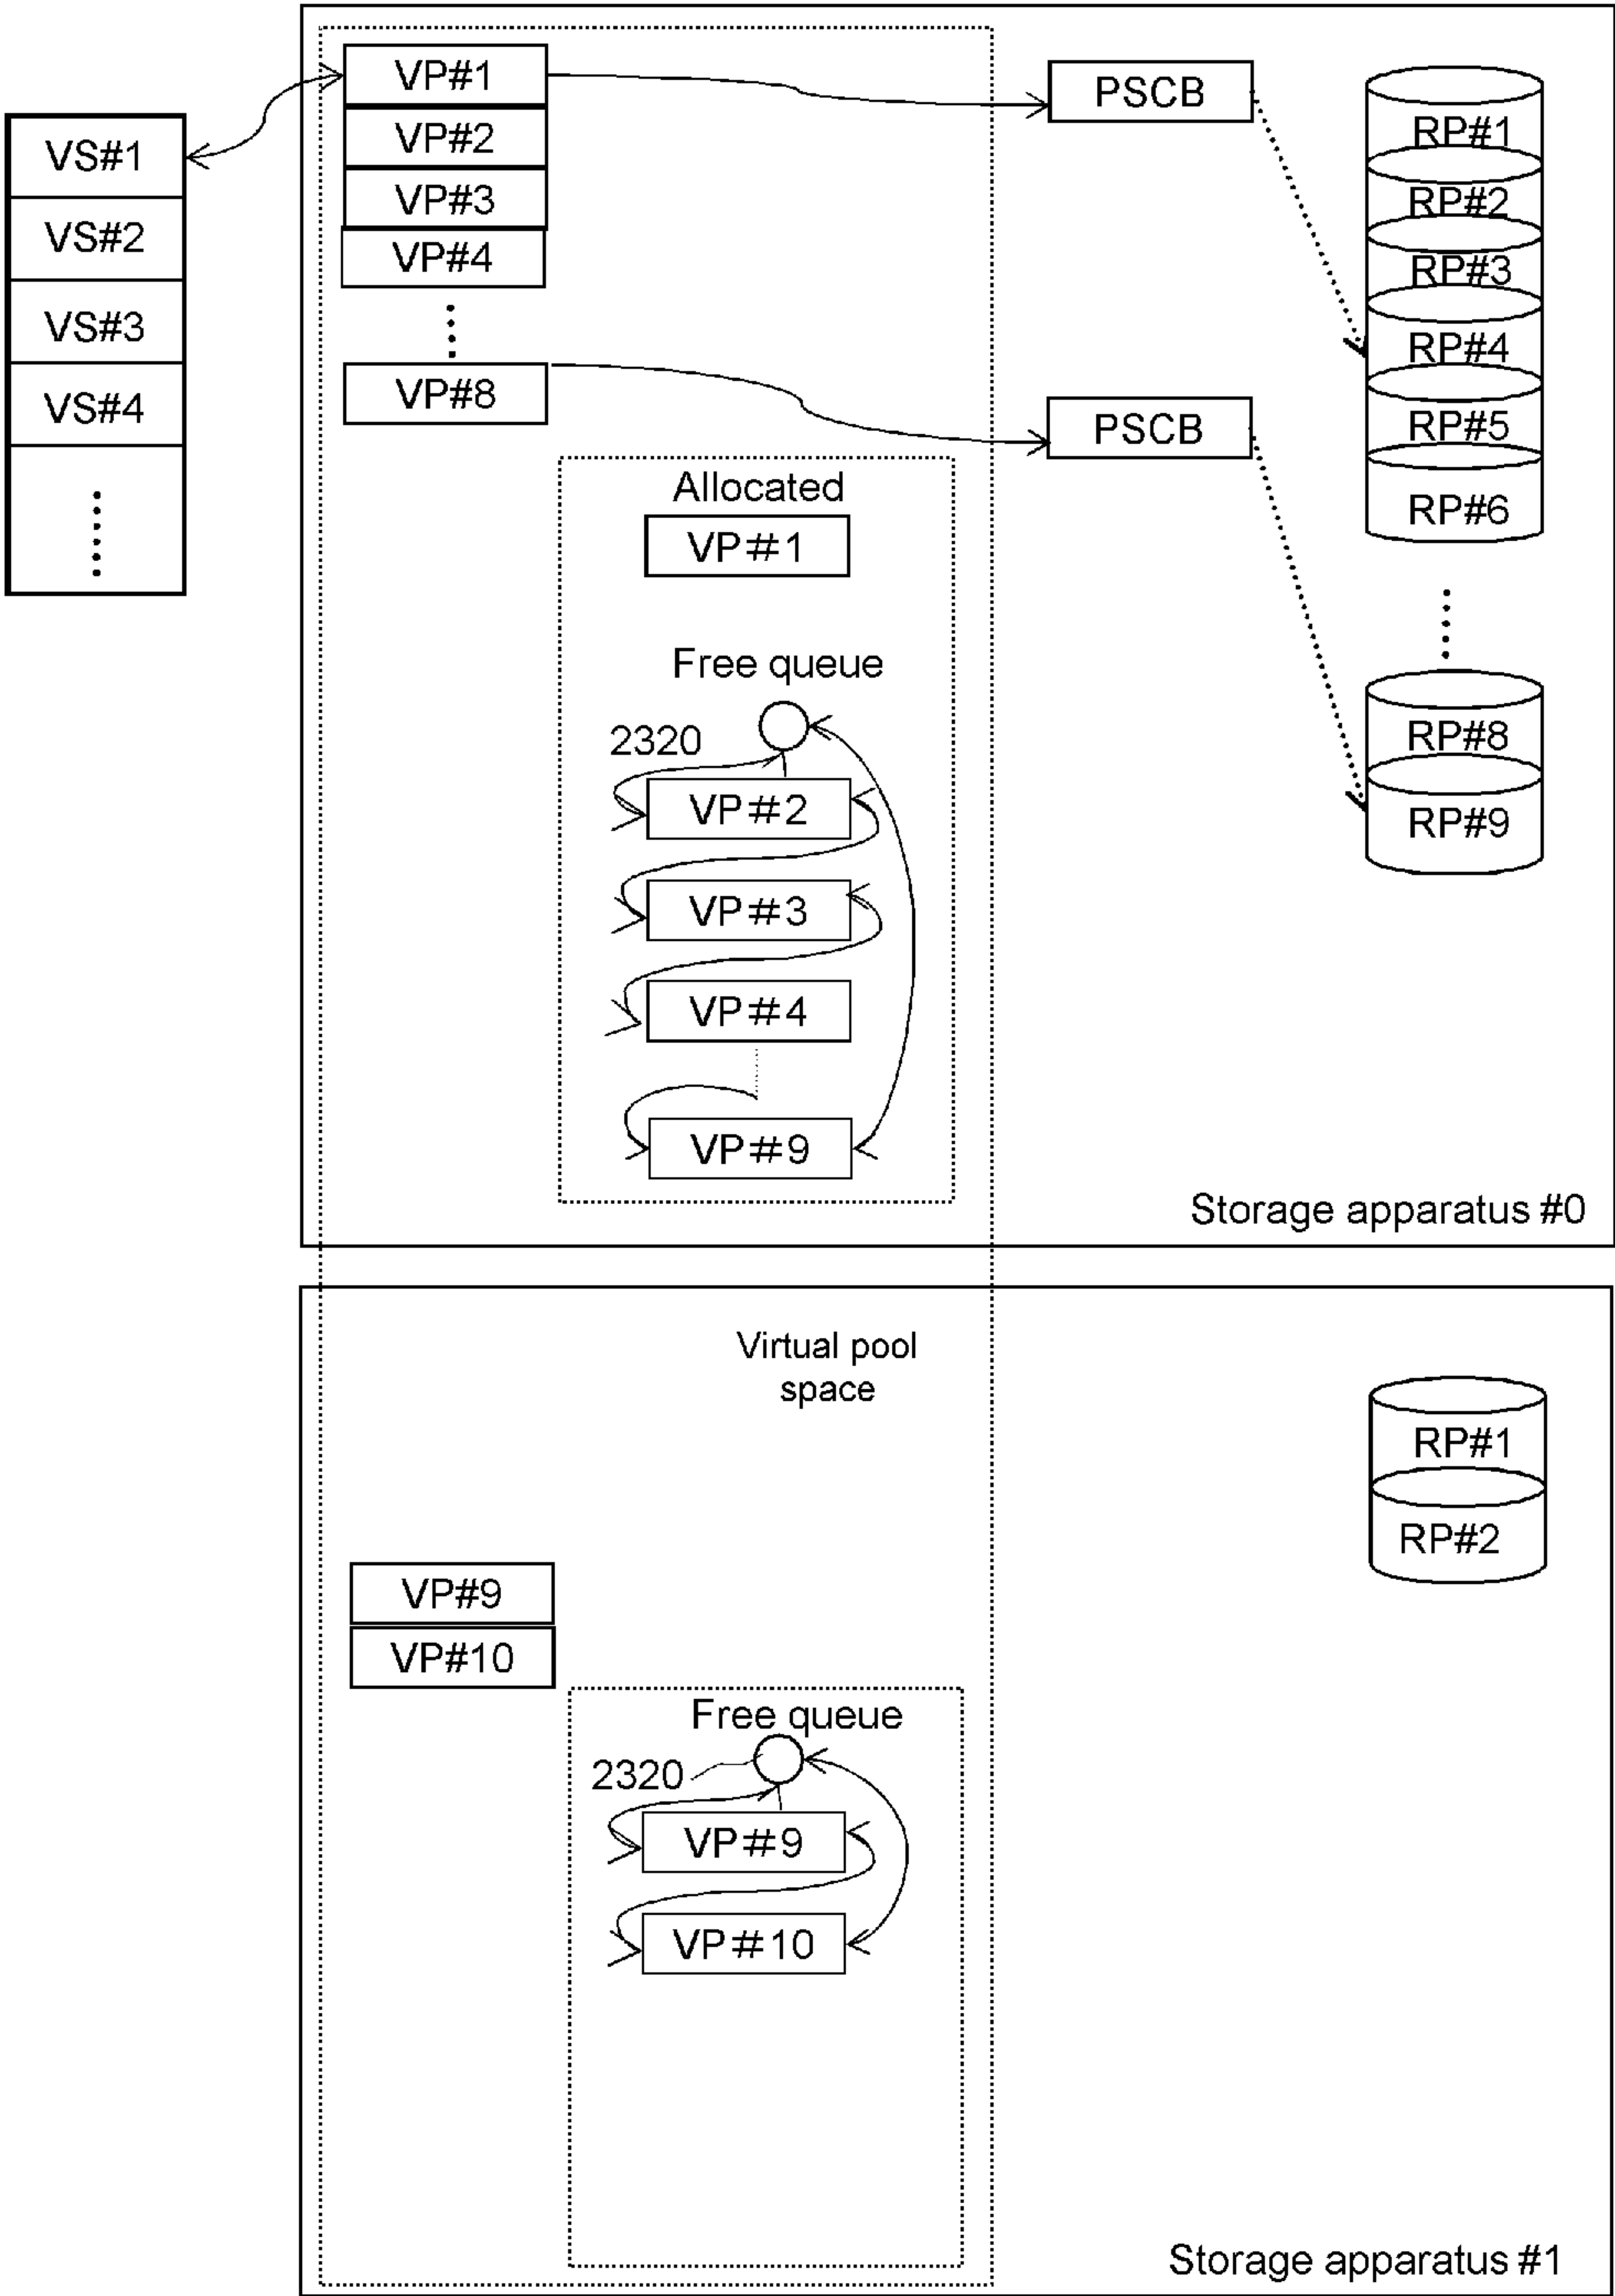 VS#1
VS#2
VS#3
VS#4
VP#1
VP#2
VP#3
VP#4
VP#8
PSCB
PSCB
RP#1
RP#2
RP#3
RP#4
RP#5
RP#6
RP#8
RP#9
Allocated
VP#1
Free queue
2320
VP#2
VP#3
VP#4
VP#9
Storage apparatus #0
Virtual pool
space
RP#1
RP#2
VP#9
VP#10
Free queue
2320
VP#9
VP#10
Storage apparatus #1